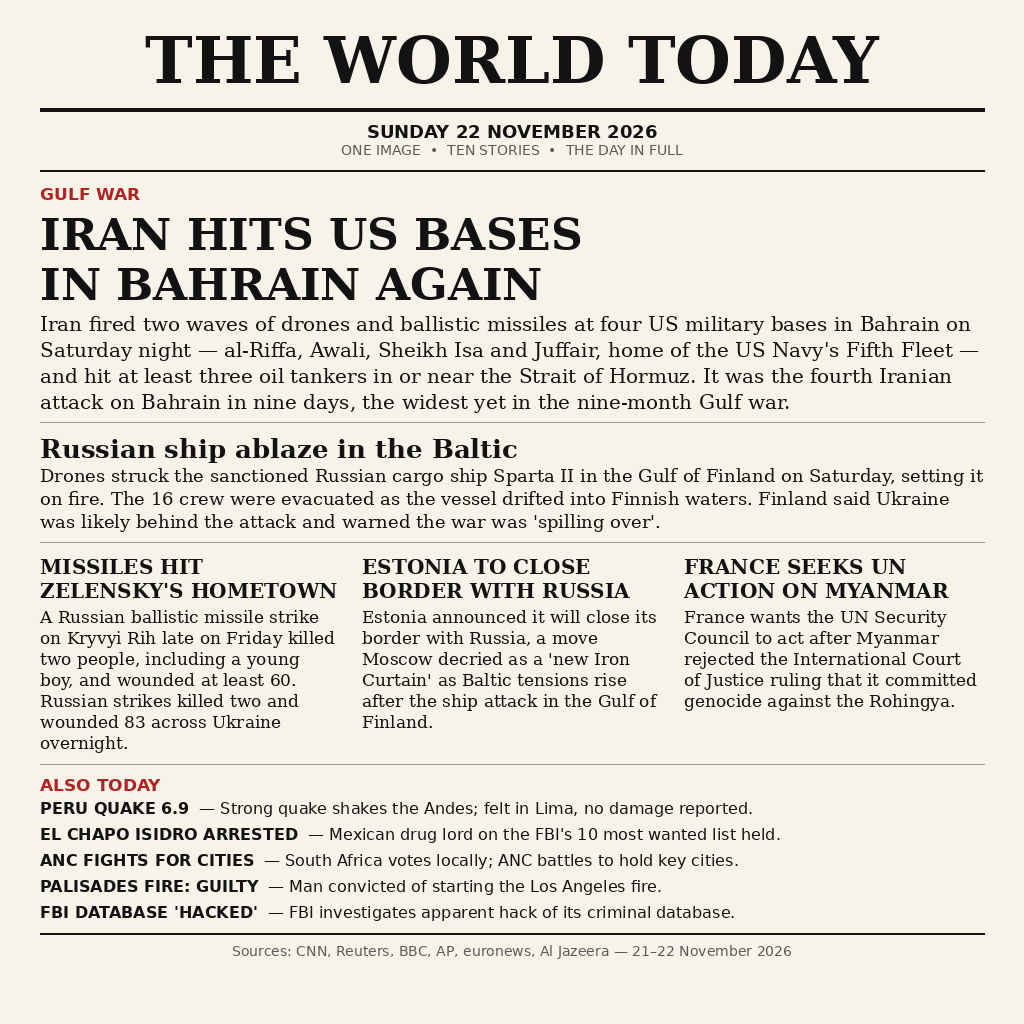 THE WORLD TODAY
SUNDAY 22 NOVEMBER 2026
ONE IMAGE • TEN STORIES • THE DAY IN FULL
GULF WAR
IRAN HITS US BASES
IN BAHRAIN AGAIN
Iran fired two waves of drones and ballistic missiles at four US military bases in Bahrain on
Saturday night — al-Riffa, Awali, Sheikh Isa and Juffair, home of the US Navy's Fifth Fleet —
and hit at least three oil tankers in or near the Strait of Hormuz. It was the fourth Iranian
attack on Bahrain in nine days, the widest yet in the nine-month Gulf war.
Russian ship ablaze in the Baltic
Drones struck the sanctioned Russian cargo ship Sparta II in the Gulf of Finland on Saturday, setting it
on fire. The 16 crew were evacuated as the vessel drifted into Finnish waters. Finland said Ukraine
was likely behind the attack and warned the war was 'spilling over'.
MISSILES HIT
ZELENSKY'S HOMETOWN
A Russian ballistic missile strike
on Kryvyi Rih late on Friday killed
two people, including a young
boy, and wounded at least 60.
Russian strikes killed two and
wounded 83 across Ukraine
overnight.
ESTONIA TO CLOSE
BORDER WITH RUSSIA
Estonia announced it will close its
border with Russia, a move
Moscow decried as a 'new Iron
Curtain' as Baltic tensions rise
after the ship attack in the Gulf of
Finland.
FRANCE SEEKS UN
ACTION ON MYANMAR
France wants the UN Security
Council to act after Myanmar
rejected the International Court
of Justice ruling that it committed
genocide against the Rohingya.
ALSO TODAY
PERU QUAKE 6.9 — Strong quake shakes the Andes; felt in Lima, no damage reported.
EL CHAPO ISIDRO ARRESTED — Mexican drug lord on the FBI's 10 most wanted list held.
ANC FIGHTS FOR CITIES — South Africa votes locally; ANC battles to hold key cities.
PALISADES FIRE: GUILTY — Man convicted of starting the Los Angeles fire.
FBI DATABASE 'HACKED' — FBI investigates apparent hack of its criminal database.
Sources: CNN, Reuters, BBC, AP, euronews, Al Jazeera — 21–22 November 2026